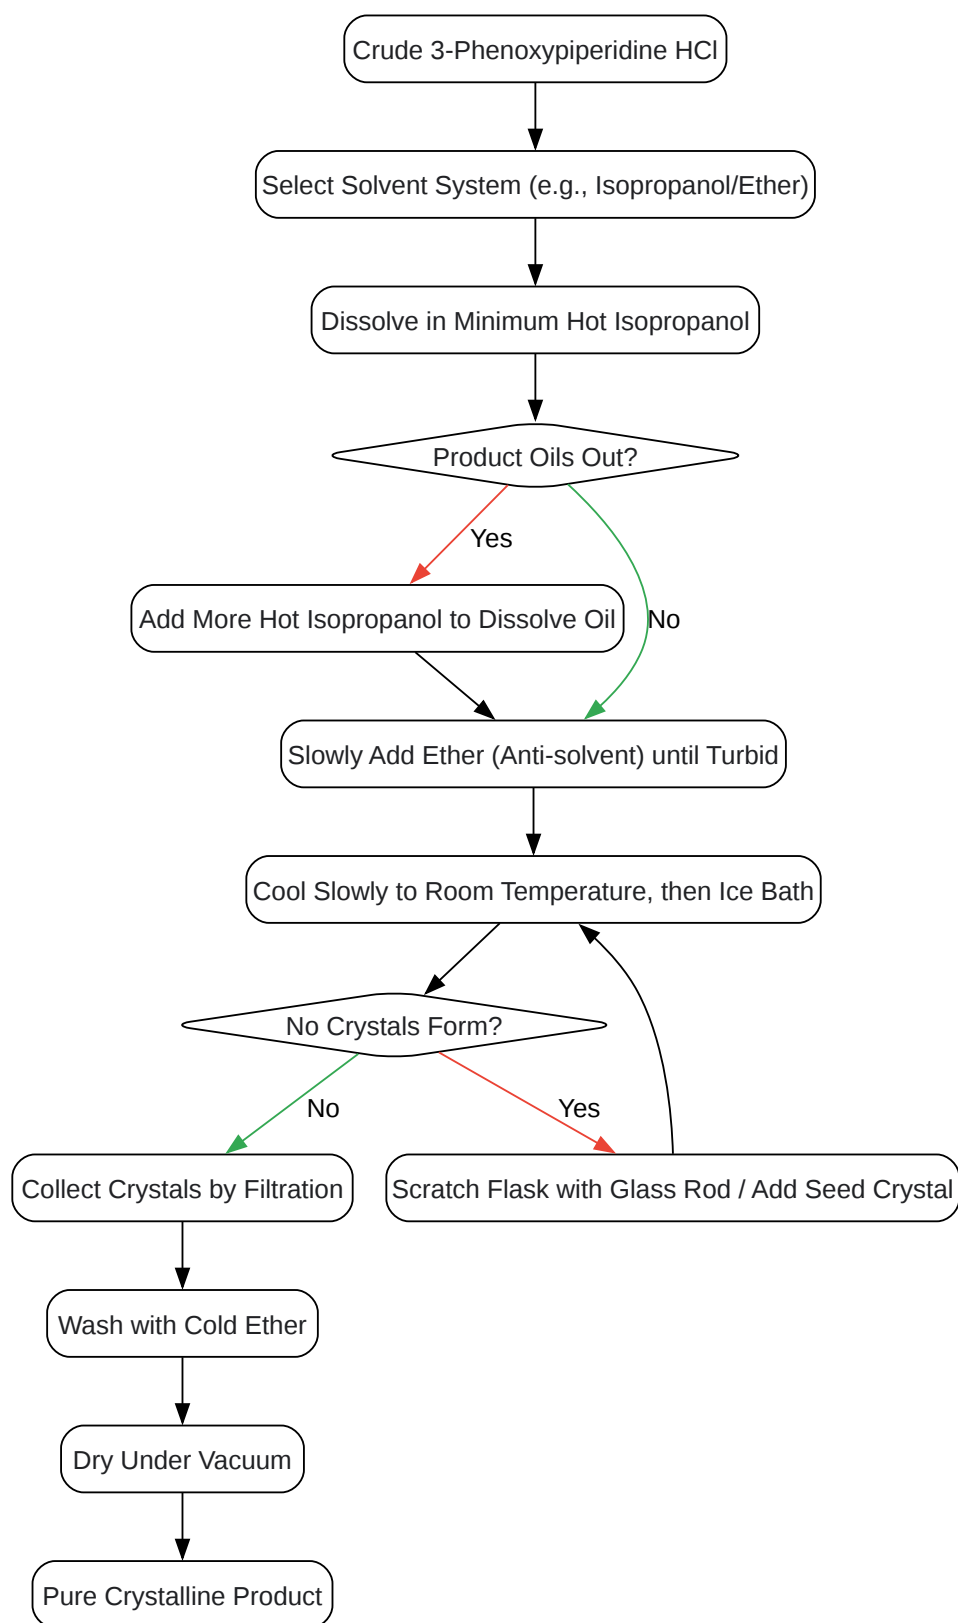 Crude 3-Phenoxypiperidine HCl
Select Solvent System (e.g., Isopropanol/Ether)
Dissolve in Minimum Hot Isopropanol
Product Oils Out?
Yes
Add More Hot Isopropanol to Dissolve Oil
No
Slowly Add Ether (Anti-solvent) until Turbid
Cool Slowly to Room Temperature, then Ice Bath
No Crystals Form?
No
Yes
Collect Crystals by Filtration
Scratch Flask with Glass Rod / Add Seed Crystal
Wash with Cold Ether
Dry Under Vacuum
Pure Crystalline Product